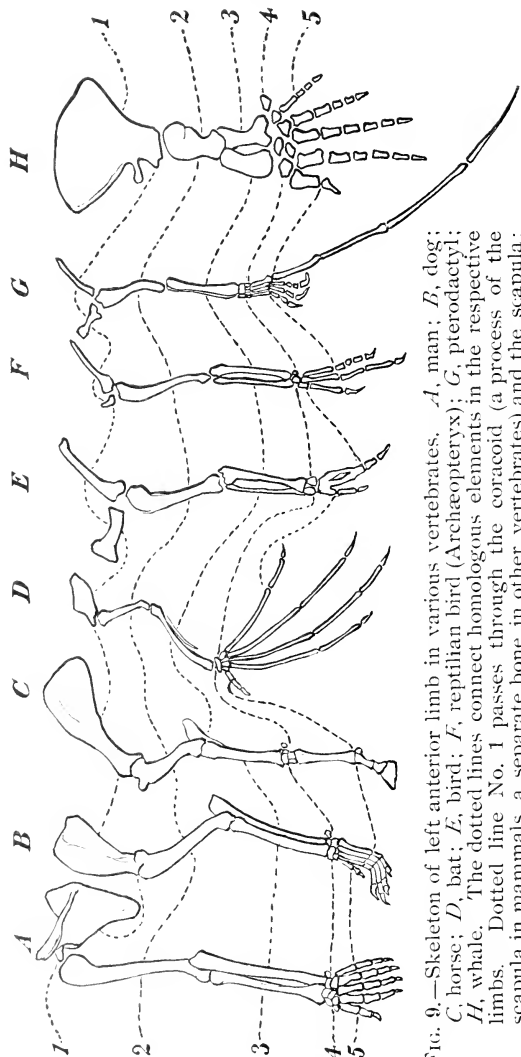 A B C D E F G H
1 2 3 4 5
1 2 3 4 5
Fig. 9.—Skeleton of left anterior limb in various vertebrates. A, man; B, dog;
C, horse; D, bat; E, bird; F, reptilian bird (Archæopteryx); G, pterodactyl;
H, whale. The dotted lines connect homologous elements in the respective
limbs. Dotted line No. 1 passes through the coracoid (a process of the
scapula in mammals, a separate bone in other vertebrates) and the scapula;